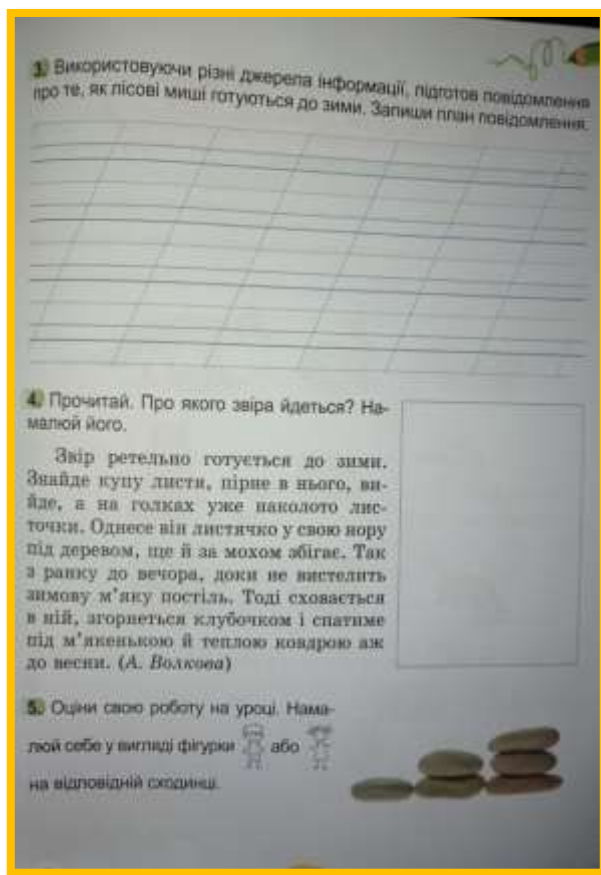 3. Використовуючи різні джерела інформації, підготов повідомлення
про те, як лісові миші готуються до зими. Запиши план повідомлення.
4. Прочитай. Про якого звіра йдеться? На-
малюй його.
Звір ретельно готується до зими.
Знайде купу листя, пірне в нього, ви-
йде, а на голках уже наколото лис-
точки. Однесе він листячко у свою нору
під деревом, ще й за мохом збігає. Так
з ранку до вечора, доки не вистелить
зимову м'яку постіль. Тоді сховається
в ній, згорнеться клубочком і спатиме
під м'якенькою й теплою ковдрою аж
до весни. (А. Волкова)
5. Оціни свою роботу на уроці. Нама-
люй себе у вигляді фігурки або
на відповідній сходинці.